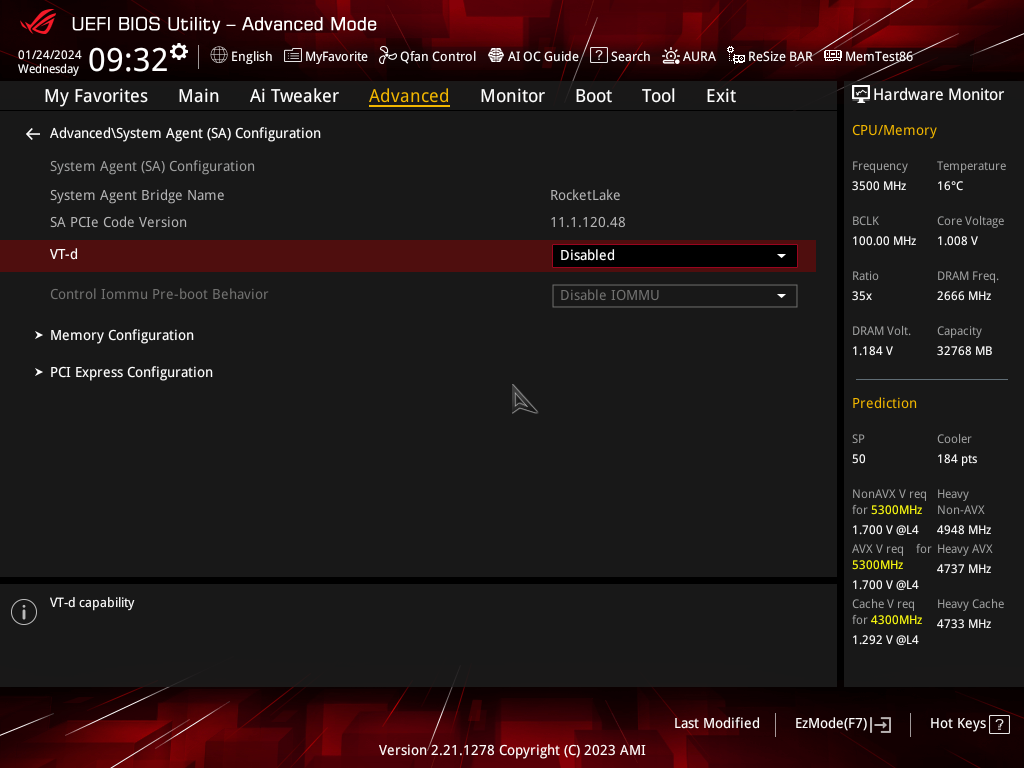 UEFI BIOS Utility – Advanced Mode
01/24/2024
Wednesday
09:32
English
MyFavorite
Qfan Control
AI OC Guide
? Search
AURA
ReSize BAR
MemTest86
My Favorites
Main
Ai Tweaker
Advanced
Monitor
Boot
Tool
Exit
Advanced\System Agent (SA) Configuration
System Agent (SA) Configuration
System Agent Bridge Name RocketLake
SA PCIe Code Version 11.1.120.48
VT-d Disabled
Control Iommu Pre-boot Behavior Disable IOMMU
Memory Configuration
PCI Express Configuration
i VT-d capability
Hardware Monitor
CPU/Memory
Frequency Temperature
3500 MHz 16°C
BCLK Core Voltage
100.00 MHz 1.008 V
Ratio DRAM Freq.
35x 2666 MHz
DRAM Volt. Capacity
1.184 V 32768 MB
Prediction
SP Cooler
50 184 pts
NonAVX V req Heavy
for 5300MHz Non-AVX
1.700 V @L4 4948 MHz
AVX V req for Heavy AVX
5300MHz 4737 MHz
1.700 V @L4
Cache V req Heavy Cache
for 4300MHz 4733 MHz
1.292 V @L4
Last Modified
EzMode(F7)
Hot Keys ?
Version 2.21.1278 Copyright (C) 2023 AMI